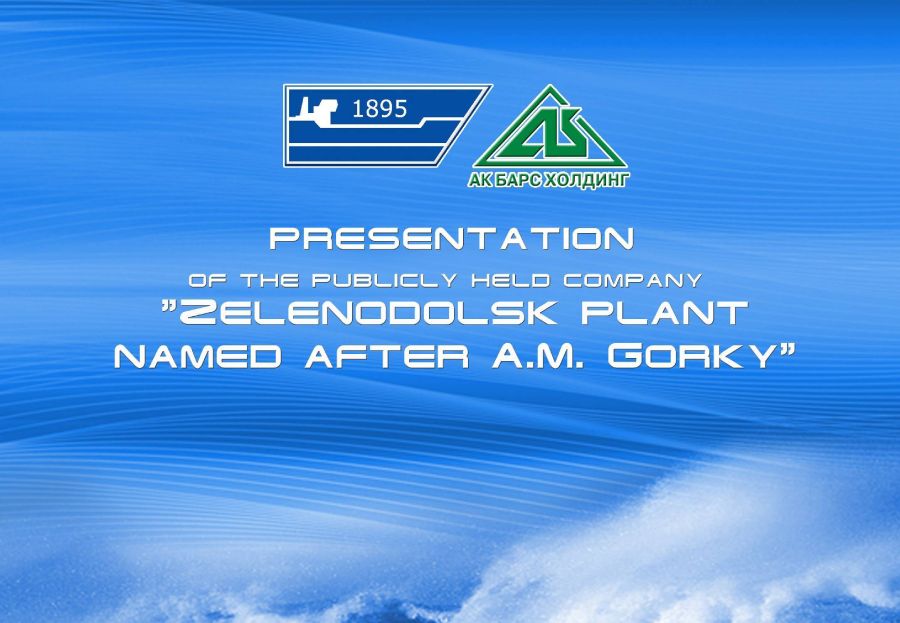 1895
АК БАРС ХОЛДИНГ
PRESENTATION
OF THE PUBLICLY HELD COMPANY
"ZELENODOLSK PLANT
NAMED AFTER A.M. GORKY"